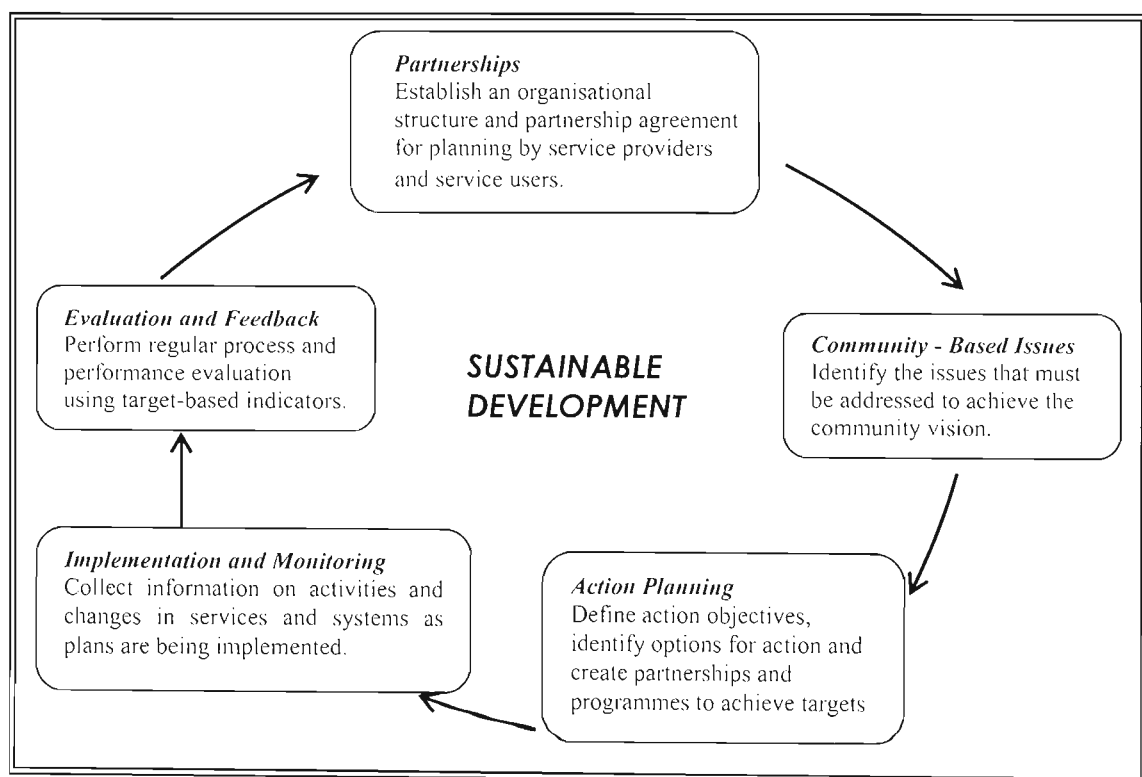 Partnerships
Establish an organisational
structure and partnership agreement
for planning by service providers
and service users.
Community - Based Issues
Identify the issues that must
be addressed to achieve the
community vision.
Action Planning
Define action objectives,
identify options for action and
create partnerships and
programmes to achieve targets
Implementation and Monitoring
Collect information on activities and
changes in services and systems as
plans are being implemented.
Evaluation and Feedback
Perform regular process and
performance evaluation
using target-based indicators.
SUSTAINABLE
DEVELOPMENT